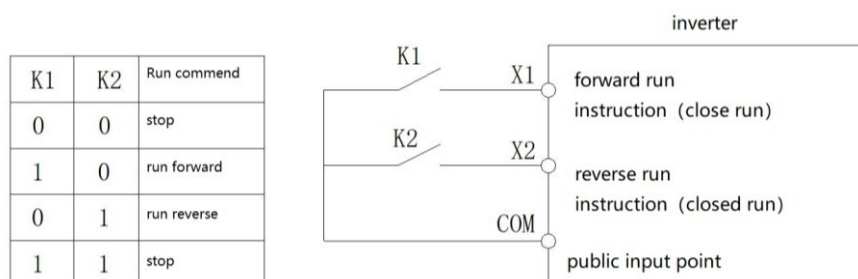 inverter
K1 K2 Run commend
0 0 stop
1 0 run forward
0 1 run reverse
1 1 stop
K1
X1
forward run
instruction (close run)
K2
X2
reverse run
instruction (closed run)
COM
public input point